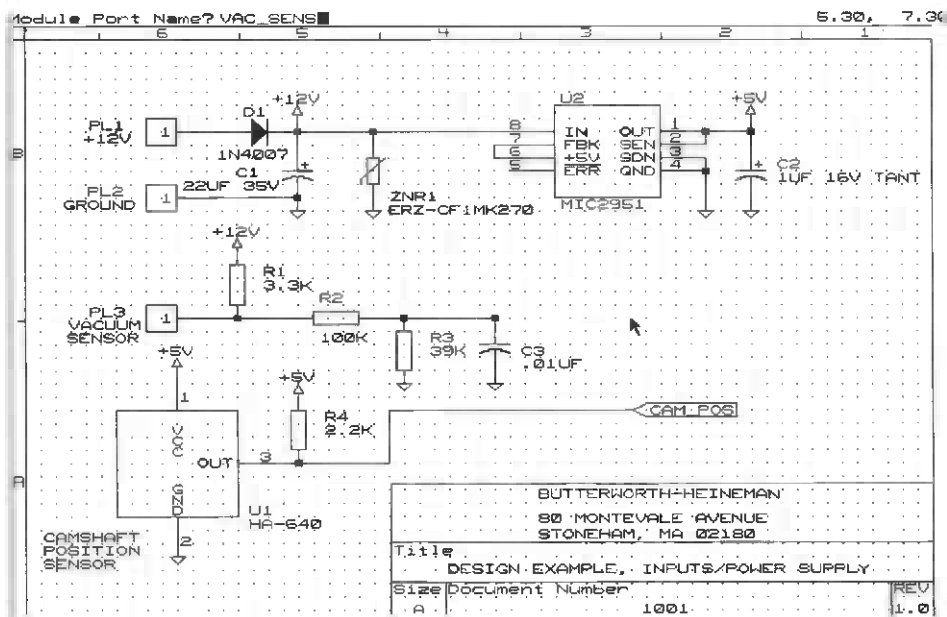 Module Port Name? VAC_SENS
6.30, 7.30
6 5 4 3 2 1
+12V
+5V
D1
U2
PL1
+12V
1
1N4007
8 IN OUT 1
7 FBK SEN 2
6 +5V SDN 3
5 ERR GND 4
B
C1
22UF 35V
C2
1UF 16V TANT
PL2
GROUND
1
ZNR1
ERZ-CF1MK270
MIC2951
+12V
R1
3.3K
R2
100K
PL3
VACUUM
SENSOR
1
R3
39K
C3
.01UF
+5V
+5V
1
R4
2.2K
CAM_POS
VCC
OUT
3
GND
A
U1
HA-640
2
CAMSHAFT
POSITION
SENSOR
BUTTERWORTH-HEINEMAN
80 MONTEVALE AVENUE
STONEHAM, MA 02180
Title
DESIGN EXAMPLE, INPUTS/POWER SUPPLY
Size Document Number REV
A 1001 1.0